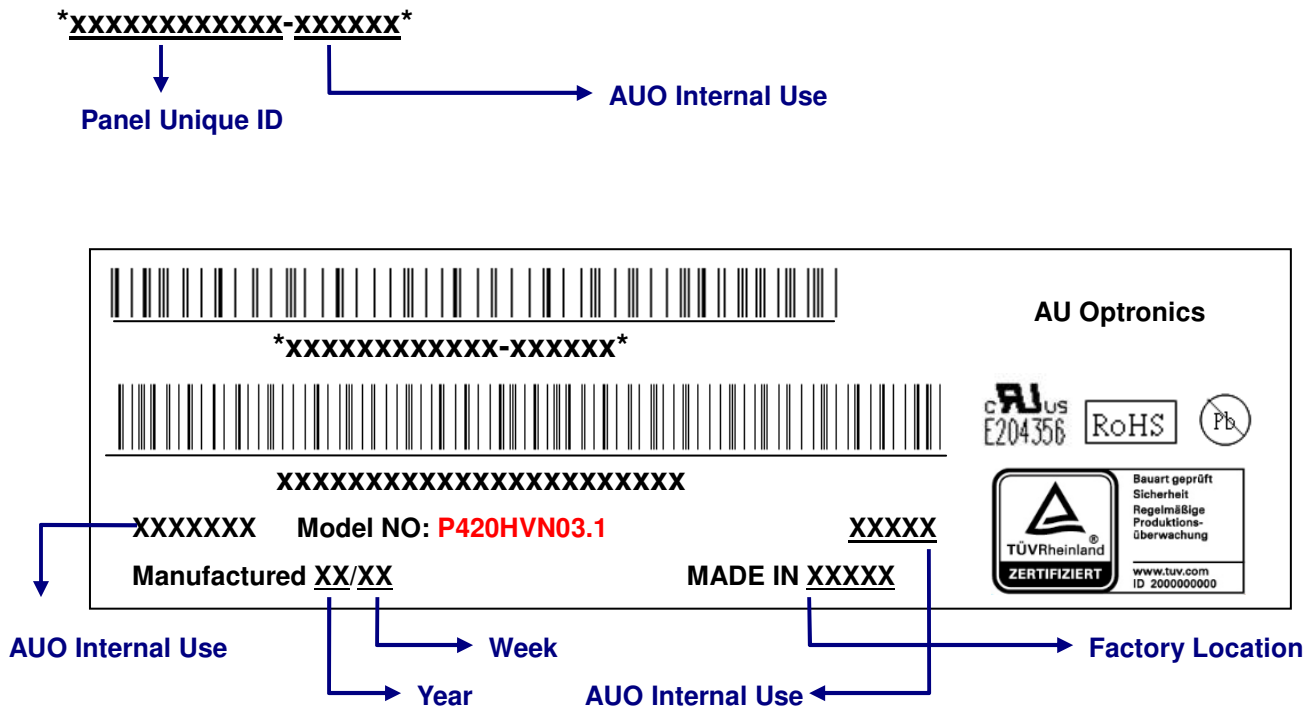 *xxxxxxxxxxxx-xxxxxx*
AUO Internal Use
Panel Unique ID
AU Optronics
*xxxxxxxxxxxx-xxxxxx*
c RU us
E204356
RoHS
Pb
xxxxxxxxxxxxxxxxxxxxxxx
Bauart geprüft
Sicherheit
Regelmäßige
Produktions-
überwachung
www.tuv.com
ID 2000000000
TÜVRheinland®
ZERTIFIZIERT
XXXXXXX Model NO: P420HVN03.1 XXXXX
Manufactured XX/XX MADE IN XXXXX
AUO Internal Use
Week
Factory Location
Year
AUO Internal Use